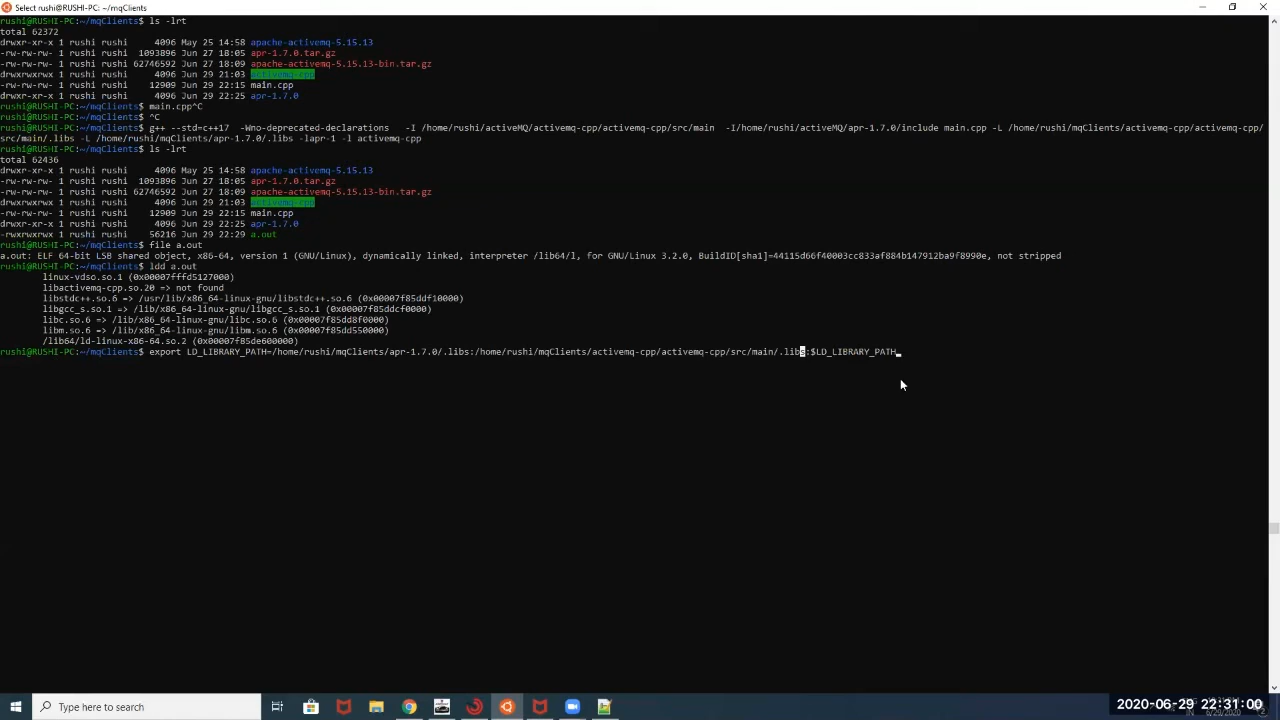 Select rushi@RUSHI-PC: ~/mqClients
rushi@RUSHI-PC:~/mqClients$ ls -lrt
total 62372
drwxr-xr-x 1 rushi rushi     4096 May 25 14:58 apache-activemq-5.15.13
-rw-rw-rw- 1 rushi rushi  1093896 Jun 27 18:05 apr-1.7.0.tar.gz
-rw-rw-rw- 1 rushi rushi 62746592 Jun 27 18:09 apache-activemq-5.15.13-bin.tar.gz
drwxrwxrwx 1 rushi rushi     4096 Jun 29 21:03 activemq-cpp
-rw-rw-rw- 1 rushi rushi    12909 Jun 29 22:15 main.cpp
drwxr-xr-x 1 rushi rushi     4096 Jun 29 22:25 apr-1.7.0
rushi@RUSHI-PC:~/mqClients$ main.cpp^C
rushi@RUSHI-PC:~/mqClients$ ^C
rushi@RUSHI-PC:~/mqClients$ g++ --std=c++17  -Wno-deprecated-declarations   -I /home/rushi/activeMQ/activemq-cpp/activemq-cpp/src/main  -I/home/rushi/activeMQ/apr-1.7.0/include main.cpp -L /home/rushi/mqClients/activemq-cpp/activemq-cpp/
src/main/.libs -L /home/rushi/mqClients/apr-1.7.0/.libs -lapr-1 -l activemq-cpp
rushi@RUSHI-PC:~/mqClients$ ls -lrt
total 62436
drwxr-xr-x 1 rushi rushi     4096 May 25 14:58 apache-activemq-5.15.13
-rw-rw-rw- 1 rushi rushi  1093896 Jun 27 18:05 apr-1.7.0.tar.gz
-rw-rw-rw- 1 rushi rushi 62746592 Jun 27 18:09 apache-activemq-5.15.13-bin.tar.gz
drwxrwxrwx 1 rushi rushi     4096 Jun 29 21:03 activemq-cpp
-rw-rw-rw- 1 rushi rushi    12909 Jun 29 22:15 main.cpp
drwxr-xr-x 1 rushi rushi     4096 Jun 29 22:25 apr-1.7.0
-rwxrwxrwx 1 rushi rushi    56216 Jun 29 22:29 a.out
rushi@RUSHI-PC:~/mqClients$ file a.out
a.out: ELF 64-bit LSB shared object, x86-64, version 1 (GNU/Linux), dynamically linked, interpreter /lib64/l, for GNU/Linux 3.2.0, BuildID[sha1]=44115d66f40003cc833af884b147912ba9f8990e, not stripped
rushi@RUSHI-PC:~/mqClients$ ldd a.out
linux-vdso.so.1 (0x00007fffd5127000)
libactivemq-cpp.so.20 => not found
libstdc++.so.6 => /usr/lib/x86_64-linux-gnu/libstdc++.so.6 (0x00007f85ddf10000)
libgcc_s.so.1 => /lib/x86_64-linux-gnu/libgcc_s.so.1 (0x00007f85ddcf0000)
libc.so.6 => /lib/x86_64-linux-gnu/libc.so.6 (0x00007f85dd8f0000)
libm.so.6 => /lib/x86_64-linux-gnu/libm.so.6 (0x00007f85dd550000)
/lib64/ld-linux-x86-64.so.2 (0x00007f85de600000)
rushi@RUSHI-PC:~/mqClients$ export LD_LIBRARY_PATH=/home/rushi/mqClients/apr-1.7.0/.libs:/home/rushi/mqClients/activemq-cpp/activemq-cpp/src/main/.libs:$LD_LIBRARY_PATH
Type here to search
2020-06-29 22:31:00